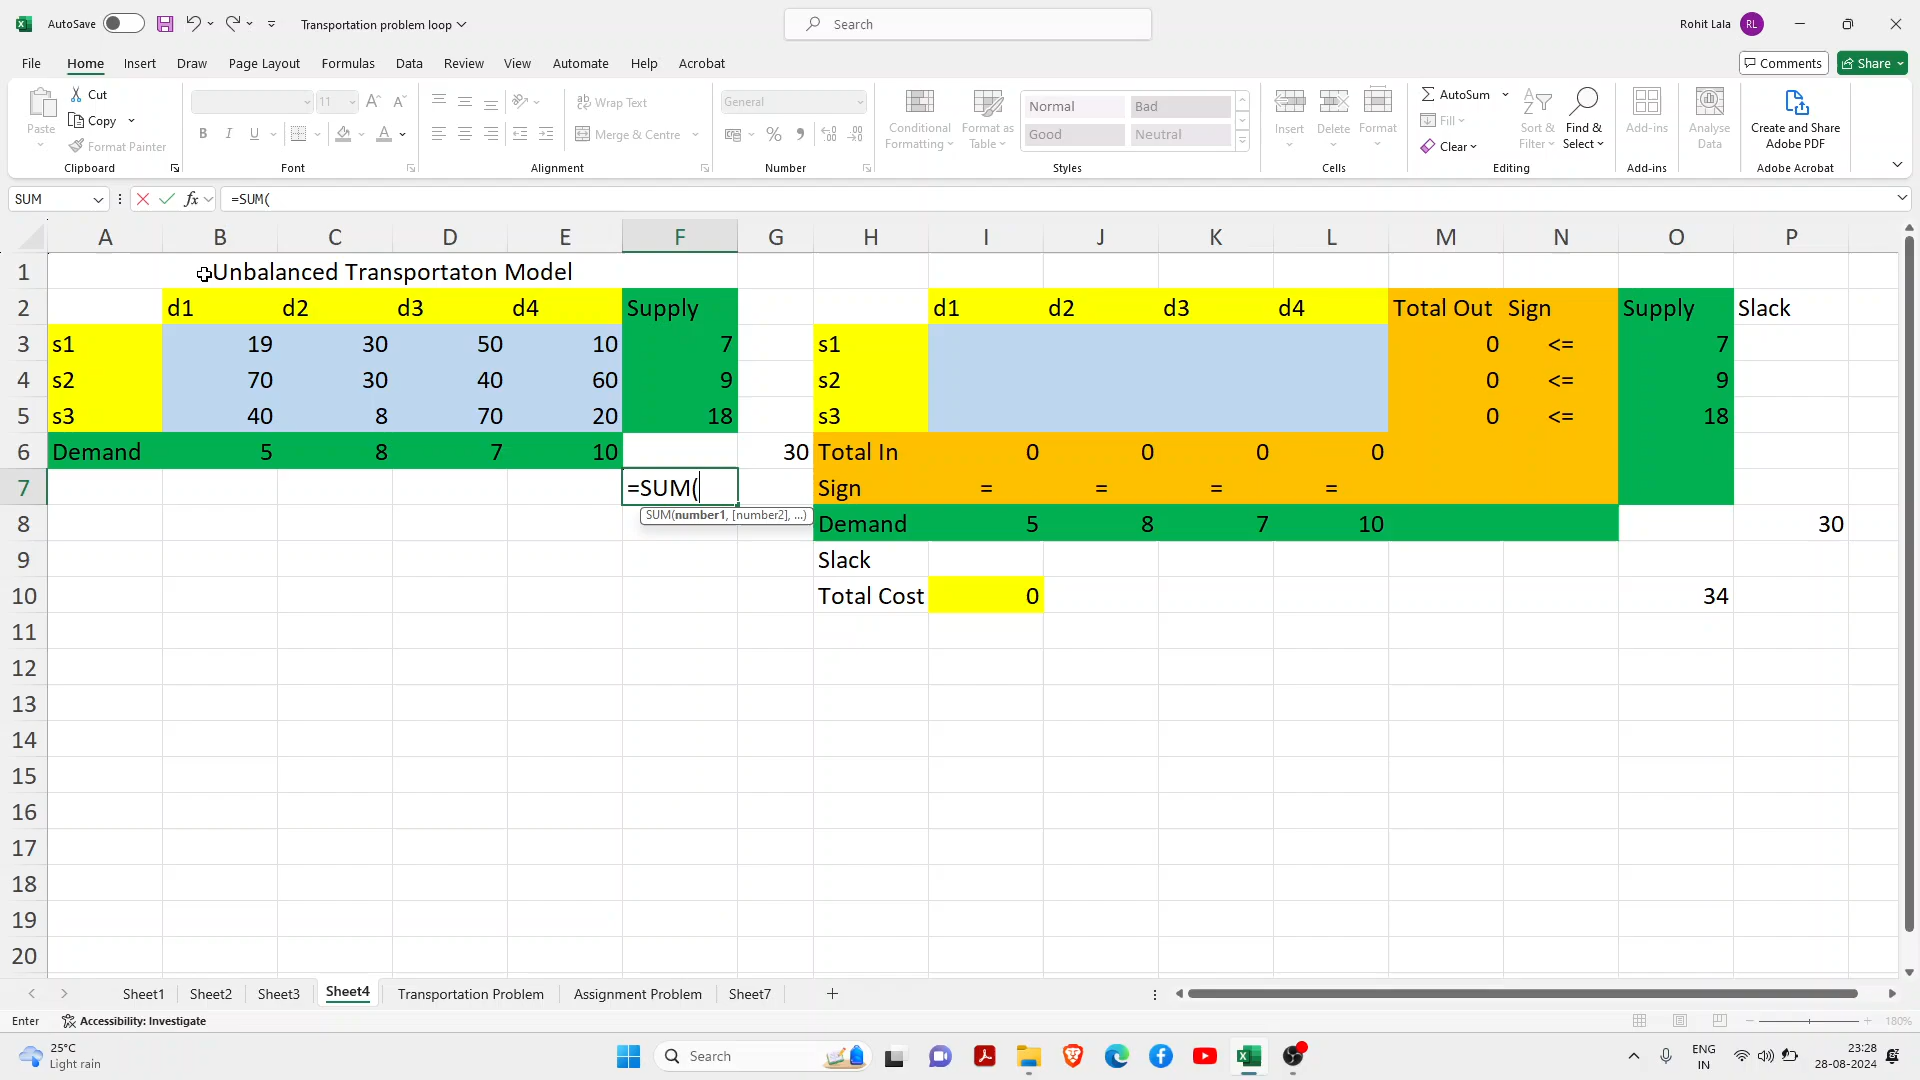 AutoSave
Transportation problem loop
Search
Rohit Lala
RL
File Home Insert Draw Page Layout Formulas Data Review View Automate Help Acrobat
Comments
Share
Paste
Cut
Copy
Format Painter
Clipboard
11
B I U
Font
Wrap Text
Merge & Centre
Alignment
General
Number
Conditional Formatting
Format as Table
Normal Bad
Good Neutral
Styles
Insert Delete Format
Cells
AutoSum
Fill
Clear
Sort & Filter
Find & Select
Editing
Add-ins
Add-ins
Analyse Data
Create and Share Adobe PDF
Adobe Acrobat
SUM fx =SUM(
A B C D E F G H I J K L M N O P
1 Unbalanced Transportaton Model
2 d1 d2 d3 d4 Supply d1 d2 d3 d4 Total Out Sign Supply Slack
3 s1 19 30 50 10 7 s1 0 <= 7
4 s2 70 30 40 60 9 s2 0 <= 9
5 s3 40 8 70 20 18 s3 0 <= 18
6 Demand 5 8 7 10 30 Total In 0 0 0 0
7 =SUM( Sign = = = =
SUM(number1, [number2], ...)
8 Demand 5 8 7 10 30
9 Slack
10 Total Cost 0 34
11
12
13
14
15
16
17
18
19
20
Sheet1 Sheet2 Sheet3 Sheet4 Transportation Problem Assignment Problem Sheet7
Enter Accessibility: Investigate 180%
25°C
Light rain
Search
ENG
IN
23:28
28-08-2024